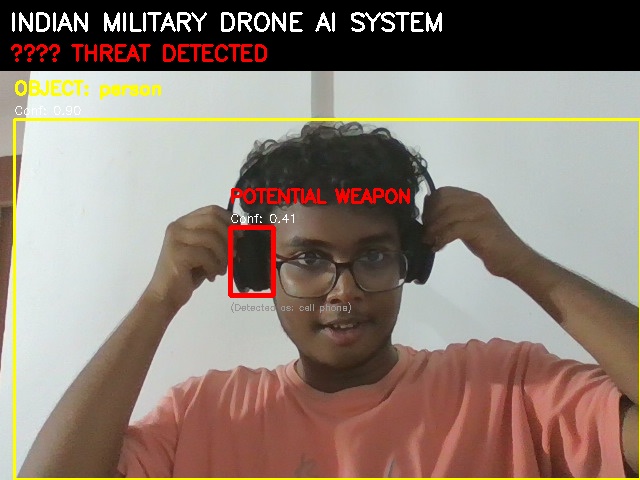 INDIAN MILITARY DRONE AI SYSTEM
???? THREAT DETECTED
OBJECT: person
Conf: 0.90
POTENTIAL WEAPON
Conf: 0.41
(Detected as: cell phone)